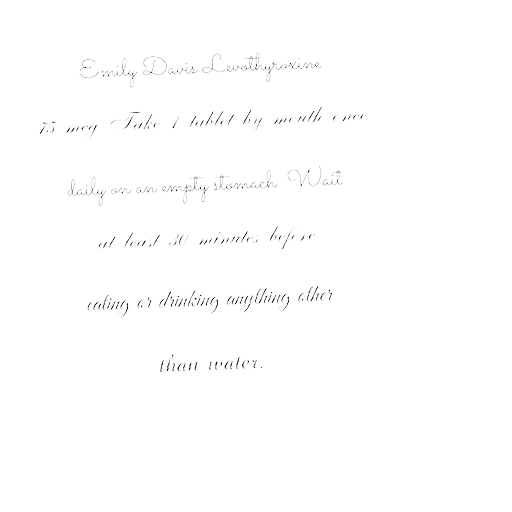 Emily Davis Levothyroxine
75 mcg Take 1 tablet by mouth once
daily on an empty stomach. Wait
at least 30 minutes before
eating or drinking anything other
than water.